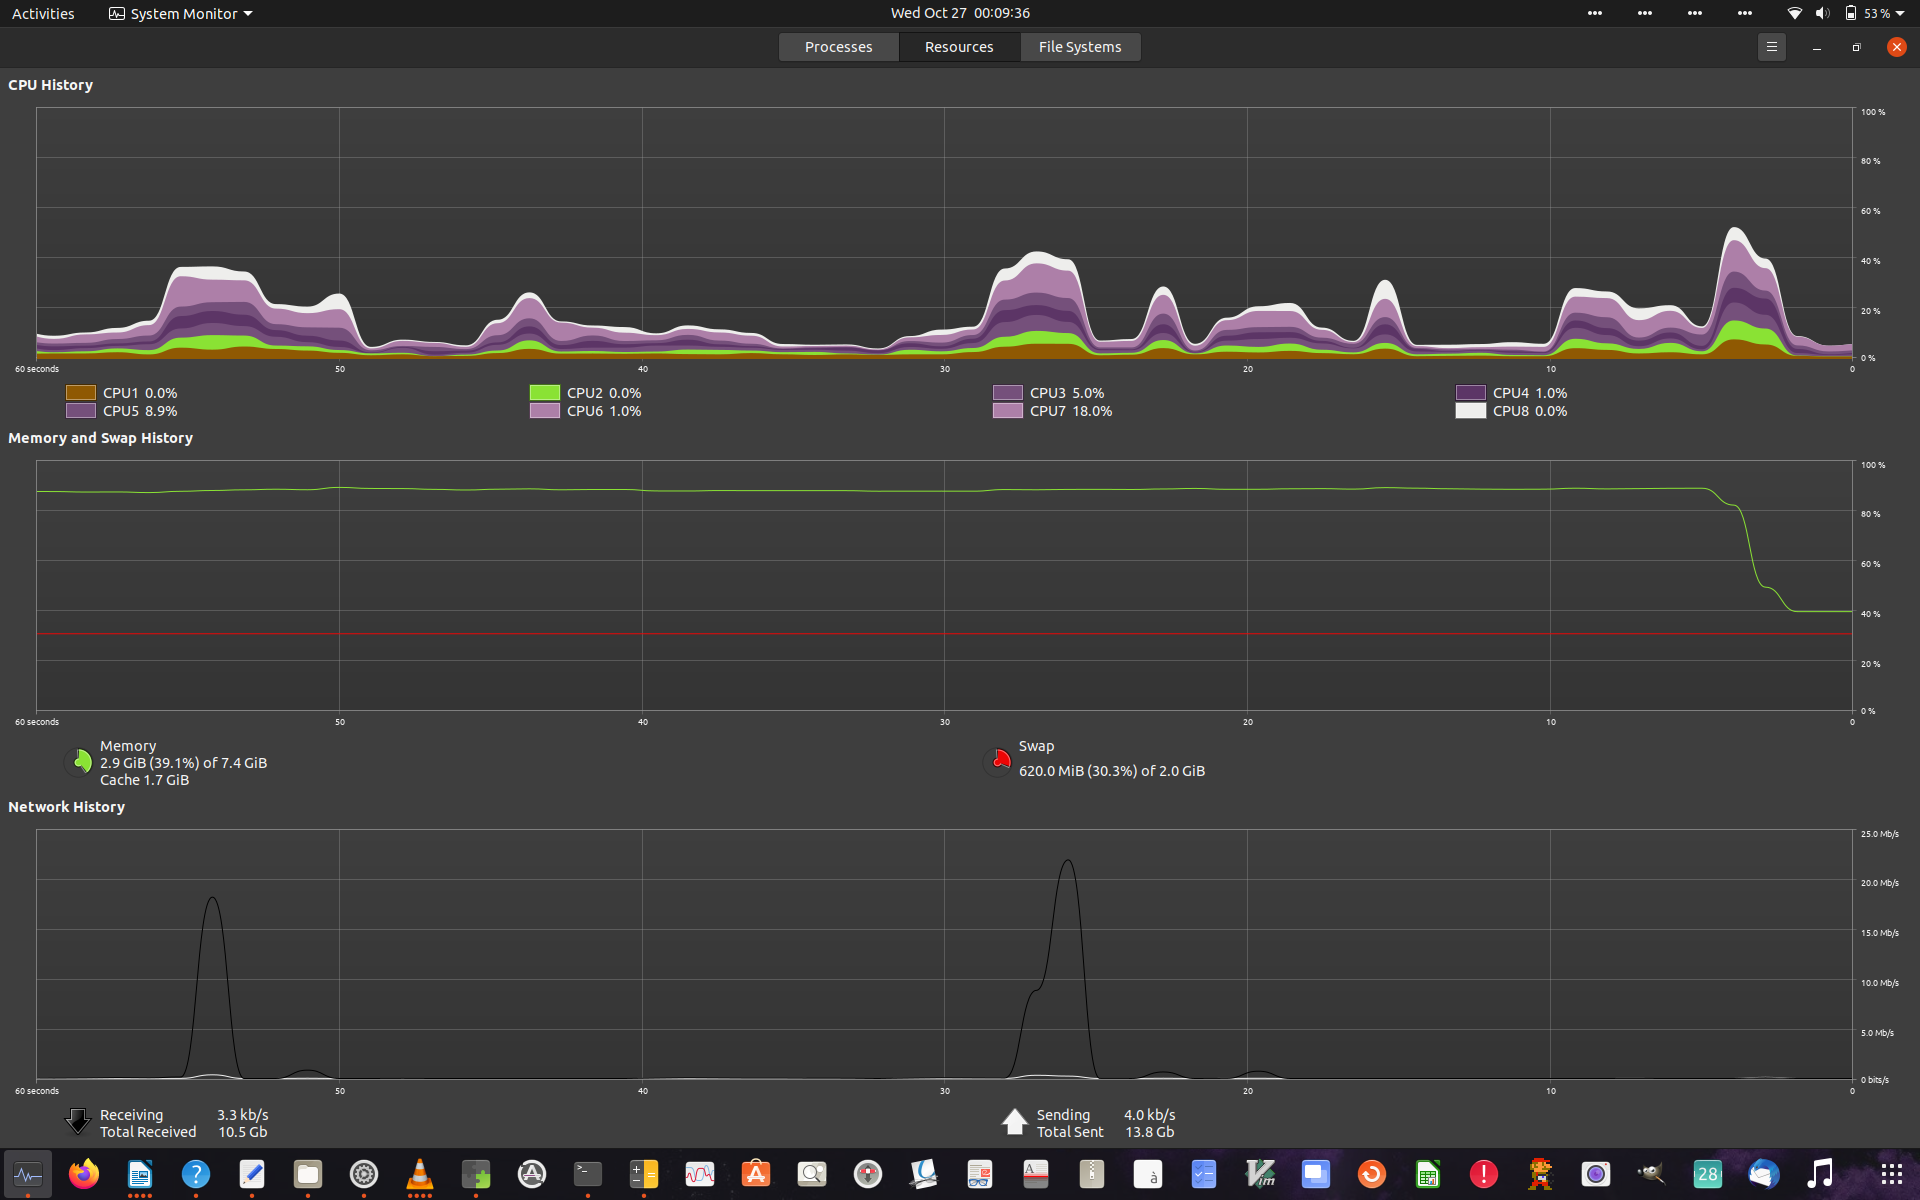 Activities System Monitor Wed Oct 27 00:09:36 53 %
Processes Resources File Systems
CPU History
100 %
80 %
60 %
40 %
20 %
0 %
60 seconds 50 40 30 20 10 0
CPU1 0.0% CPU2 0.0% CPU3 5.0% CPU4 1.0%
CPU5 8.9% CPU6 1.0% CPU7 18.0% CPU8 0.0%
Memory and Swap History
100 %
80 %
60 %
40 %
20 %
0 %
60 seconds 50 40 30 20 10 0
Memory
2.9 GiB (39.1%) of 7.4 GiB
Cache 1.7 GiB
Swap
620.0 MiB (30.3%) of 2.0 GiB
Network History
25.0 Mb/s
20.0 Mb/s
15.0 Mb/s
10.0 Mb/s
5.0 Mb/s
0 bits/s
60 seconds 50 40 30 20 10 0
Receiving 3.3 kb/s Sending 4.0 kb/s
Total Received 10.5 Gb Total Sent 13.8 Gb
28